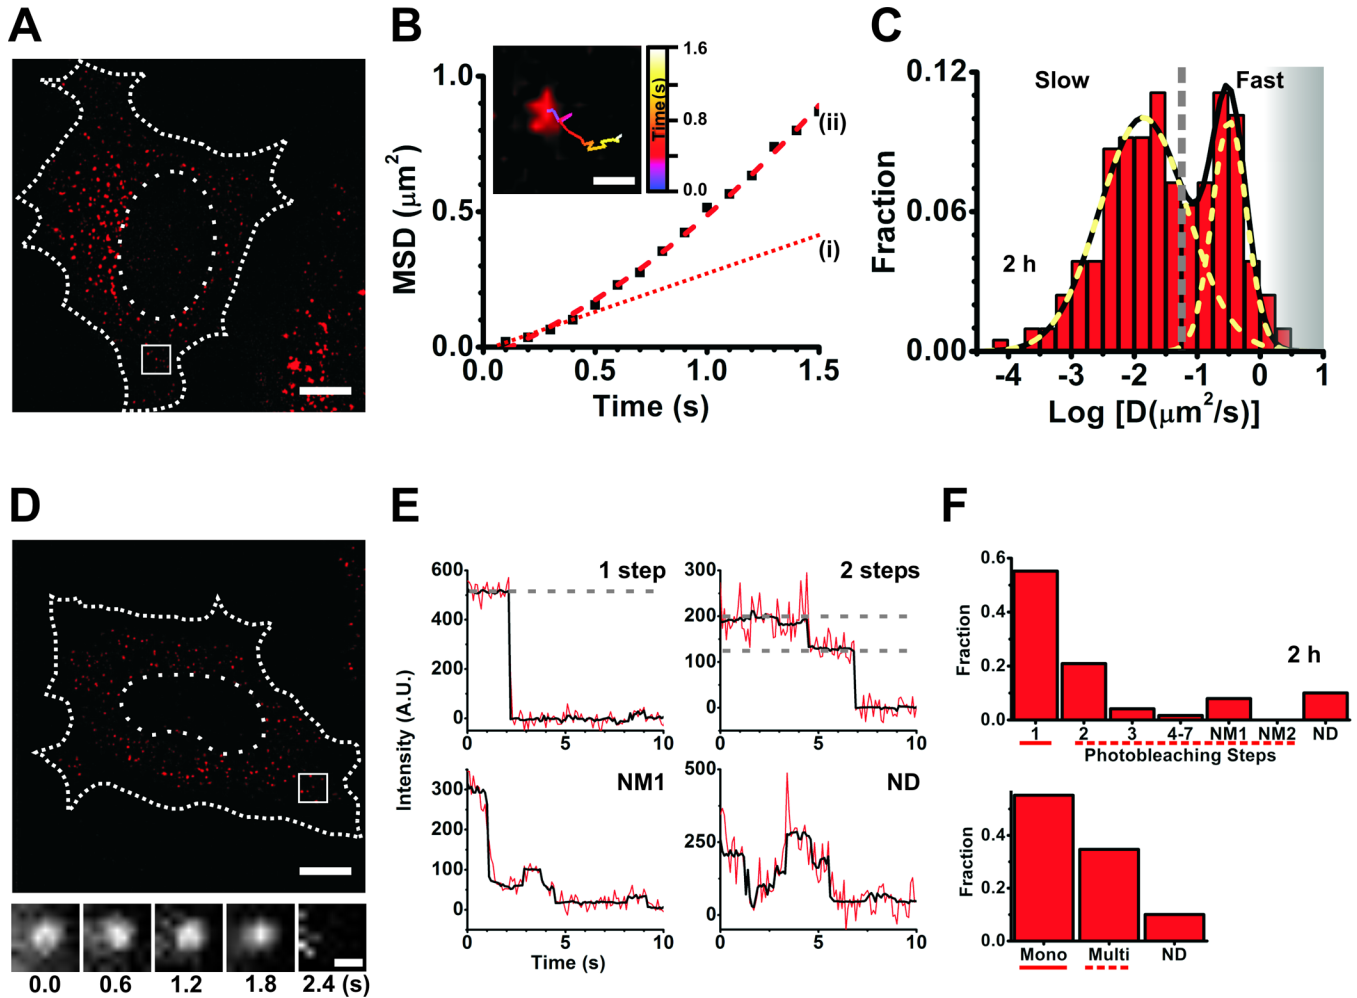 A
B
MSD (μm²)
1.0
0.5
0.0
0.0
0.5
1.0
1.5
Time (s)
Time(s)
1.6
0.8
0.0
(ii)
(i)
C
Fraction
0.12
0.06
0.00
Slow
Fast
2 h
-4
-3
-2
-1
0
1
Log [D(μm²/s)]
D
0.0
0.6
1.2
1.8
2.4 (s)
E
Intensity (A.U.)
600
400
200
0
1 step
0
5
10
300
200
100
0
2 steps
0
5
10
300
200
100
0
NM1
0
5
10
500
250
0
ND
0
5
10
Time (s)
F
Fraction
0.6
0.4
0.2
0.0
2 h
1
2
3
4-7
NM1
NM2
ND
Photobleaching Steps
Fraction
0.4
0.2
0.0
Mono
Multi
ND